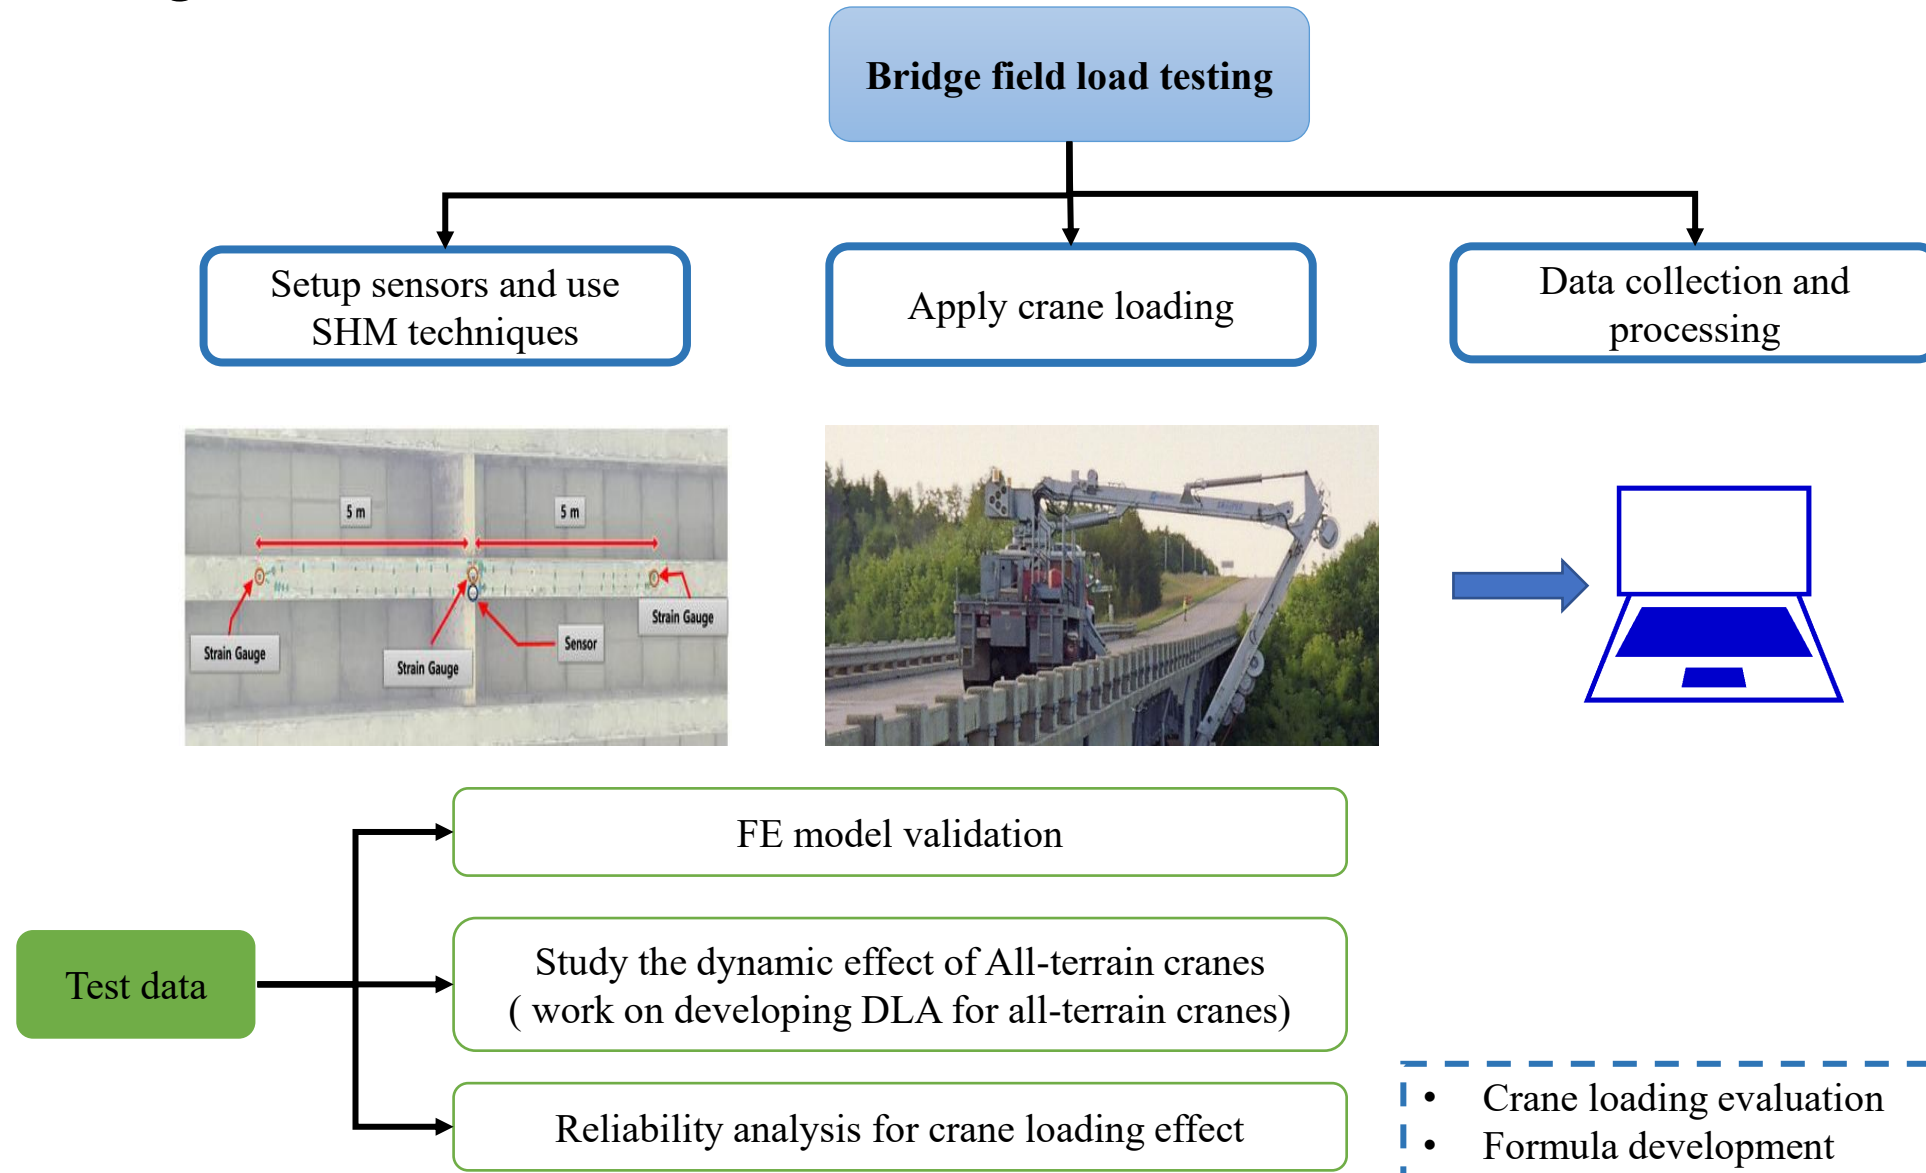 Bridge field load testing
Setup sensors and use
SHM techniques
Apply crane loading
Data collection and
processing
5 m
5 m
Strain Gauge
Strain Gauge
Sensor
Strain Gauge
FE model validation
Test data
Study the dynamic effect of All-terrain cranes
( work on developing DLA for all-terrain cranes)
Reliability analysis for crane loading effect
• Crane loading evaluation
• Formula development